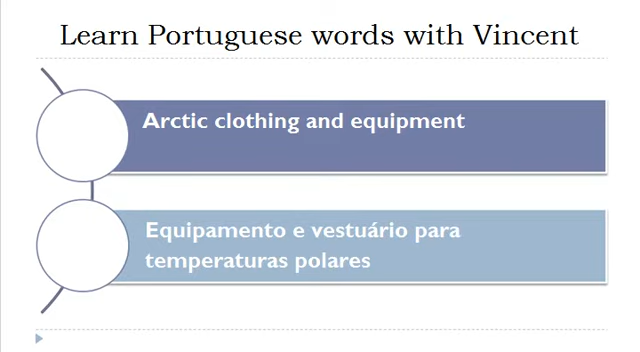 Learn Portuguese words with Vincent
Arctic clothing and equipment
Equipamento e vestuário para
temperaturas polares